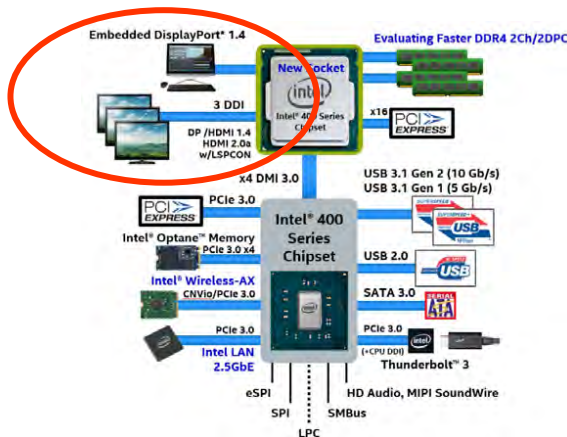 Embedded DisplayPort* 1.4
Evaluating Faster DDR4 2Ch/2DPC
New Socket
intel
Intel® 400 Series
Chipset
3 DDI
DP /HDMI 1.4
HDMI 2.0a
w/LSPCON
x16
PCI
EXPRESS
x4 DMI 3.0
USB 3.1 Gen 2 (10 Gb/s)
USB 3.1 Gen 1 (5 Gb/s)
PCI
EXPRESS
PCIe 3.0
Intel® 400
Series
Chipset
USB
Intel® Optane™ Memory
PCIe 3.0 x4
USB 2.0
USB
Intel® Wireless-AX
CNVio/PCIe 3.0
SATA 3.0
SERIAL
ATA
PCIe 3.0
Intel LAN
2.5GbE
PCIe 3.0
(+CPU DDI)
intel
Thunderbolt™ 3
eSPI
SPI
LPC
SMBus
HD Audio, MIPI SoundWire